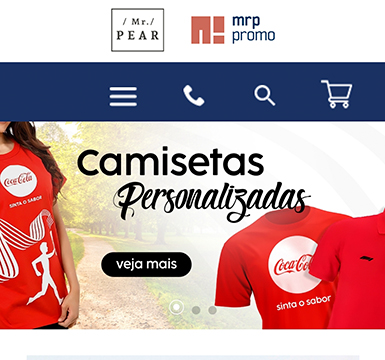 / Mr. /
PEAR
mrp
promo
Camisetas
Personalizadas
veja mais
Coca-Cola
SINTA O SABOR
Coca-Cola
sinta o sabor